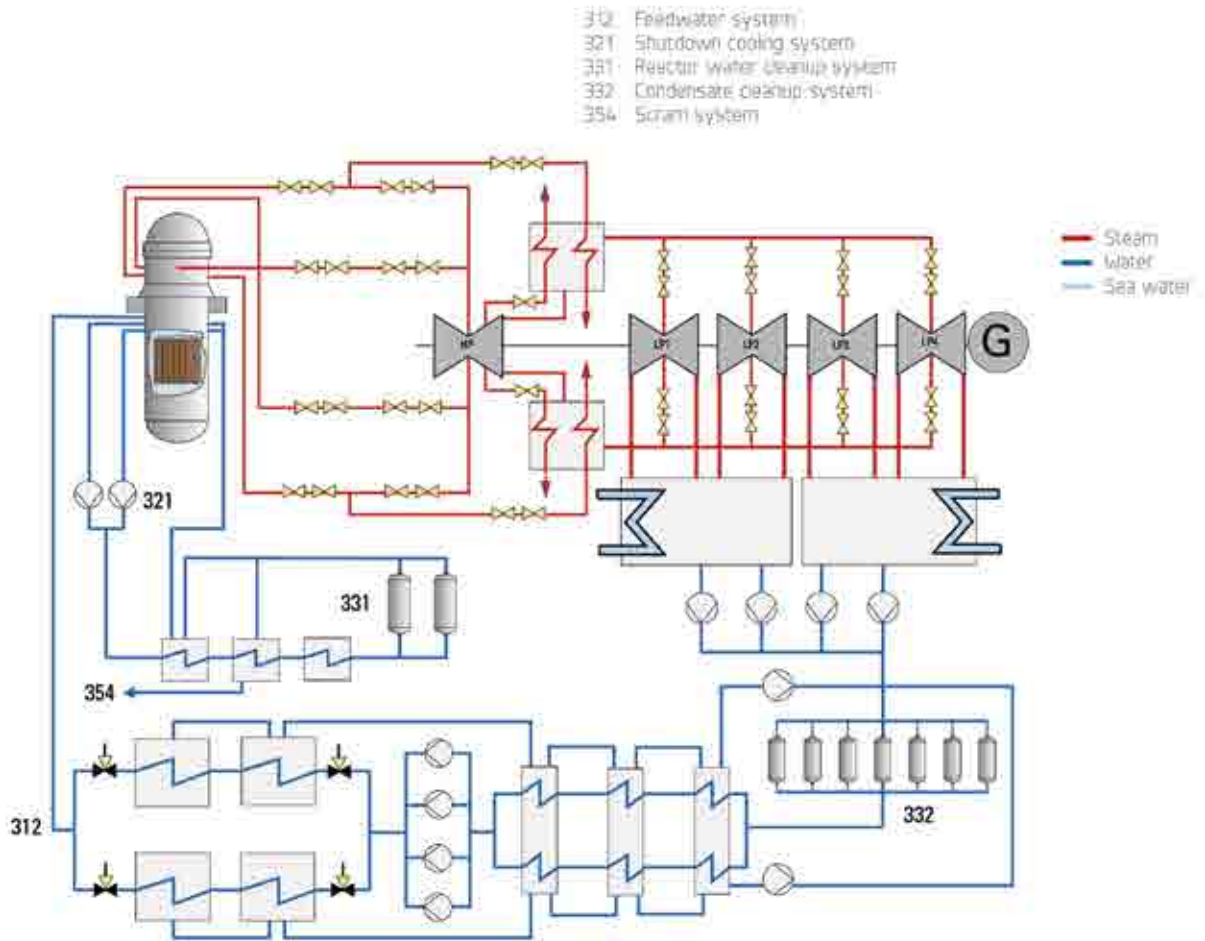 312 Feedwater system
321 Shutdown cooling system
331 Reactor water cleanup system
332 Condensate cleanup system
354 Scram system
Steam
Water
Sea water
HP
LP1
LP2
LP3
LP4
G
321
331
354
312
332